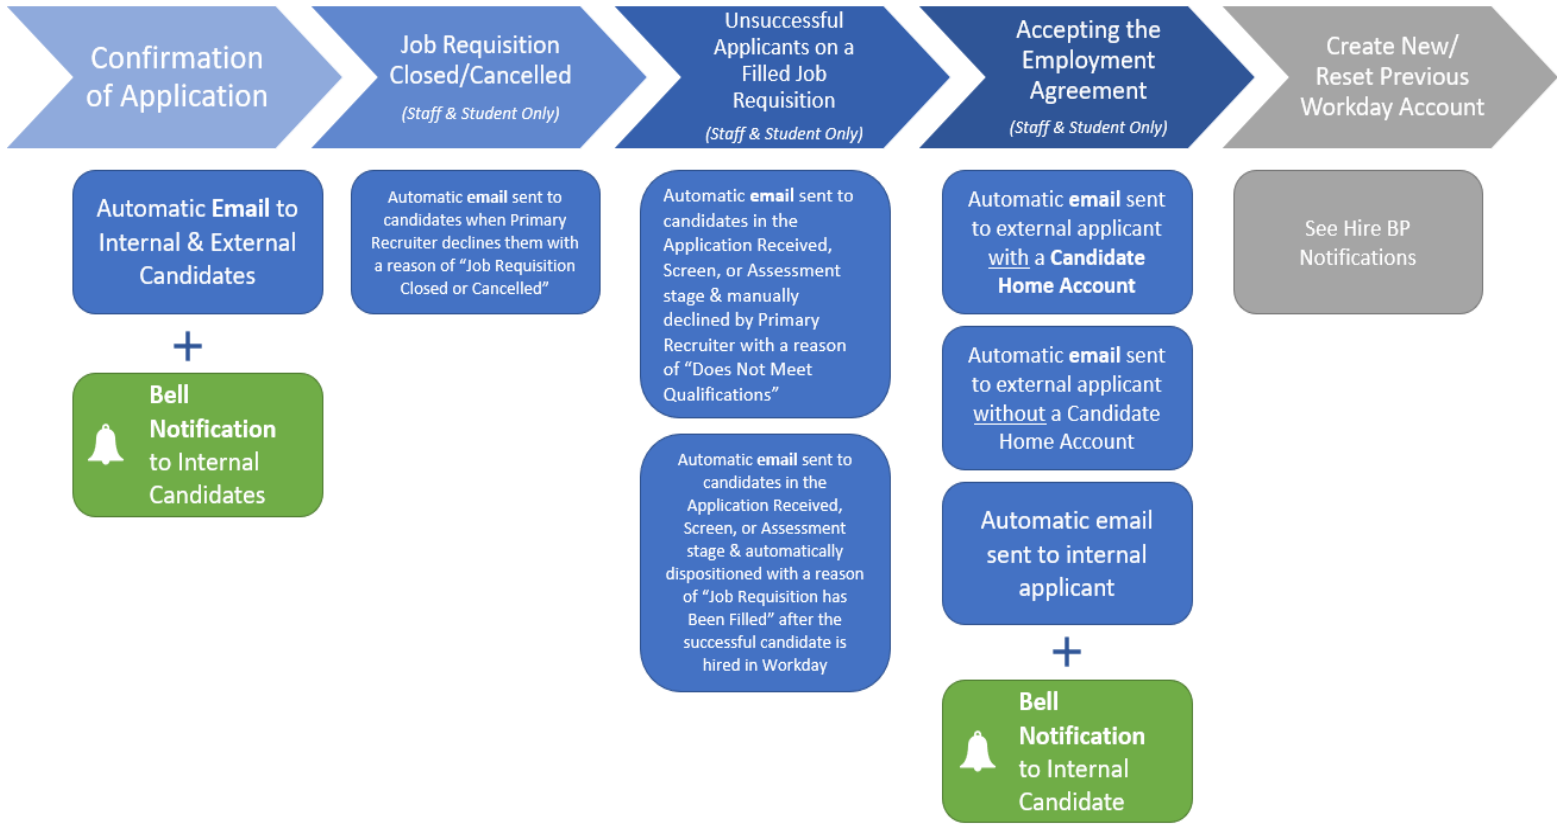 Confirmation
of Application
Job Requisition
Closed/Cancelled
(Staff & Student Only)
Unsuccessful
Applicants on a
Filled Job
Requisition
(Staff & Student Only)
Accepting the
Employment
Agreement
(Staff & Student Only)
Create New/
Reset Previous
Workday Account
Automatic Email to
Internal & External
Candidates
+
Bell
Notification
to Internal
Candidates
Automatic email sent to
candidates when Primary
Recruiter declines them with
a reason of “Job Requisition
Closed or Cancelled”
Automatic email sent to
candidates in the
Application Received,
Screen, or Assessment
stage & manually
declined by Primary
Recruiter with a reason
of “Does Not Meet
Qualifications”
Automatic email sent to
candidates in the
Application Received,
Screen, or Assessment
stage & automatically
dispositioned with a reason
of “Job Requisition has
Been Filled” after the
successful candidate is
hired in Workday
Automatic email sent
to external applicant
with a Candidate
Home Account
Automatic email sent
to external applicant
without a Candidate
Home Account
Automatic email
sent to internal
applicant
+
Bell
Notification
to Internal
Candidate
See Hire BP
Notifications